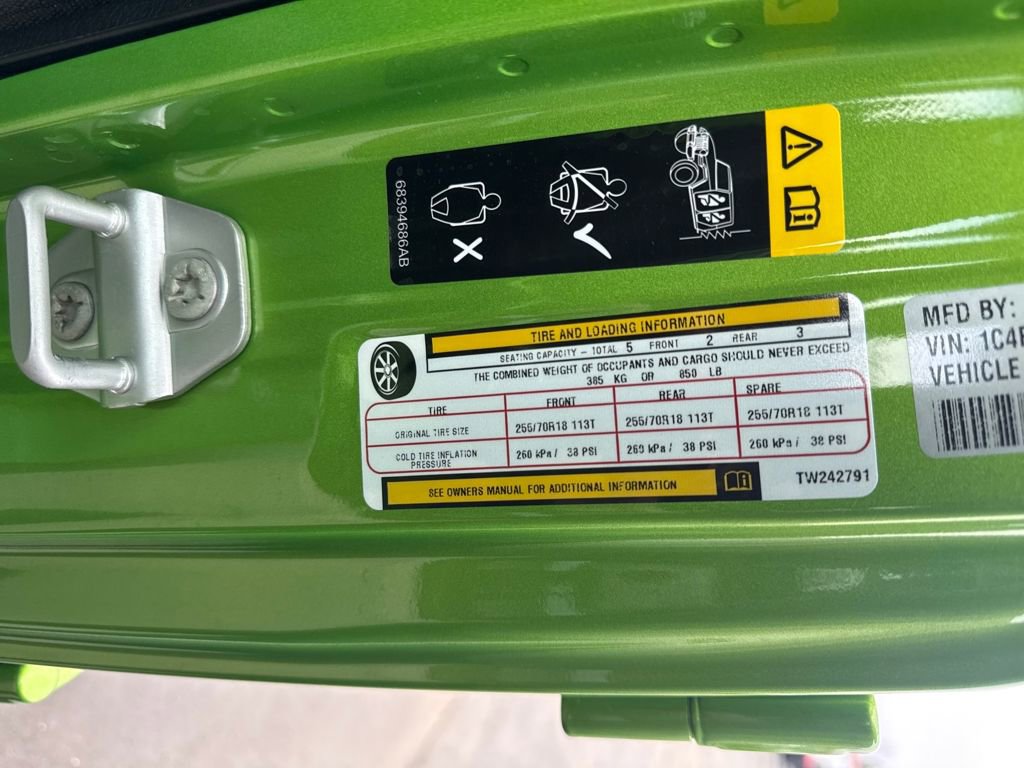 68394686AB
TIRE AND LOADING INFORMATION
SEATING CAPACITY - TOTAL 5 FRONT 2 REAR 3
THE COMBINED WEIGHT OF OCCUPANTS AND CARGO SHOULD NEVER EXCEED
385 KG OR 850 LB
TIRE FRONT REAR SPARE
ORIGINAL TIRE SIZE 255/70R18 113T 255/70R18 113T 255/70R18 113T
COLD TIRE INFLATION PRESSURE 260 kPa / 38 PSI 260 kPa / 38 PSI 260 kPa / 38 PSI
SEE OWNERS MANUAL FOR ADDITIONAL INFORMATION
TW242791
MFD BY:
VIN: 1C4
VEHICLE